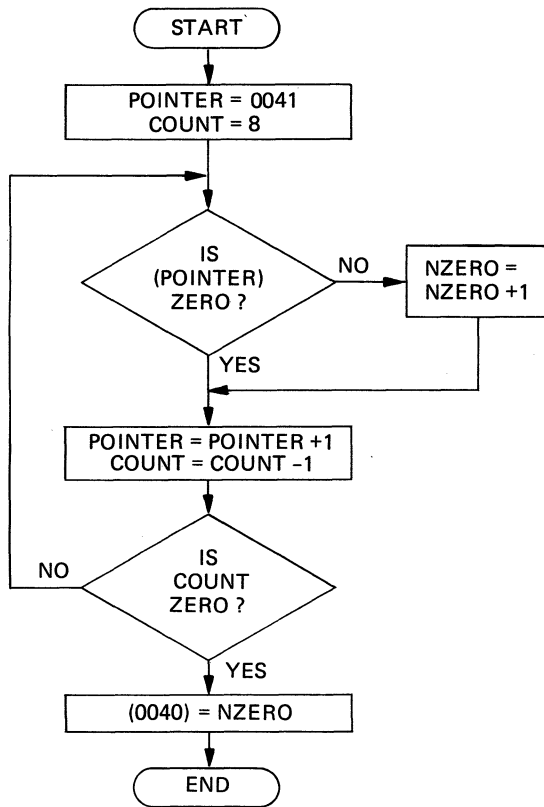 START
POINTER = 0041
COUNT = 8
IS
(POINTER)
ZERO ?
NO
NZERO =
NZERO +1
YES
POINTER = POINTER +1
COUNT = COUNT –1
IS
COUNT
ZERO ?
NO
YES
(0040) = NZERO
END